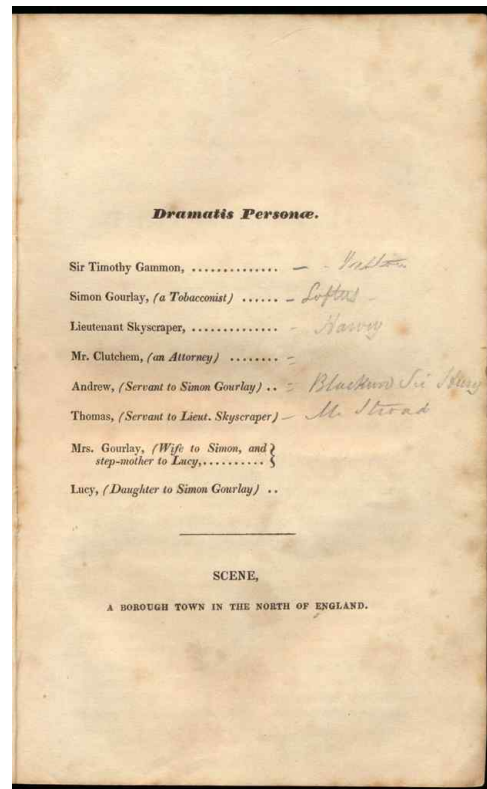 Dramatis Personæ.
Sir Timothy Gammon, .............. –
Simon Gourlay, (a Tobacconist) ...... – Loftus –
Lieutenant Skyscraper, .............. – Harvey
Mr. Clutchem, (an Attorney) ........ –
Andrew, (Servant to Simon Gourlay) .. – Sir
Thomas, (Servant to Lieut. Skyscraper) –
Mrs. Gourlay, (Wife to Simon, and }
step-mother to Lucy,.......... }
Lucy, (Daughter to Simon Gourlay) ..
SCENE,
A BOROUGH TOWN IN THE NORTH OF ENGLAND.